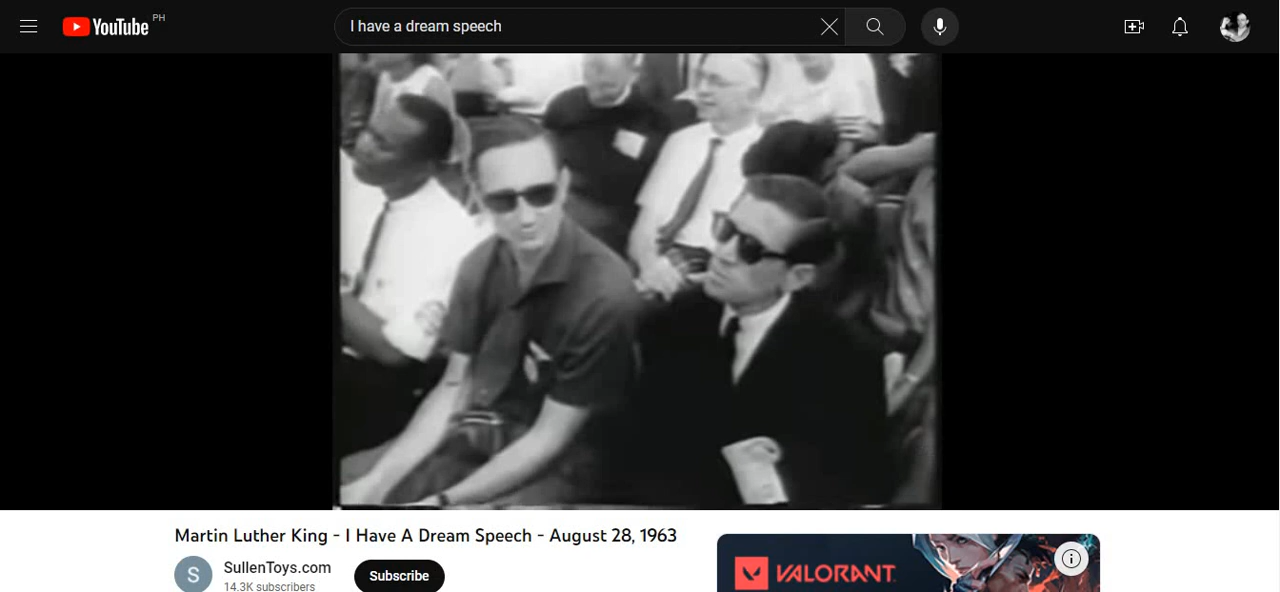 YouTube PH
I have a dream speech
Martin Luther King - I Have A Dream Speech - August 28, 1963
S
SullenToys.com
14.3K subscribers
Subscribe
VALORANT